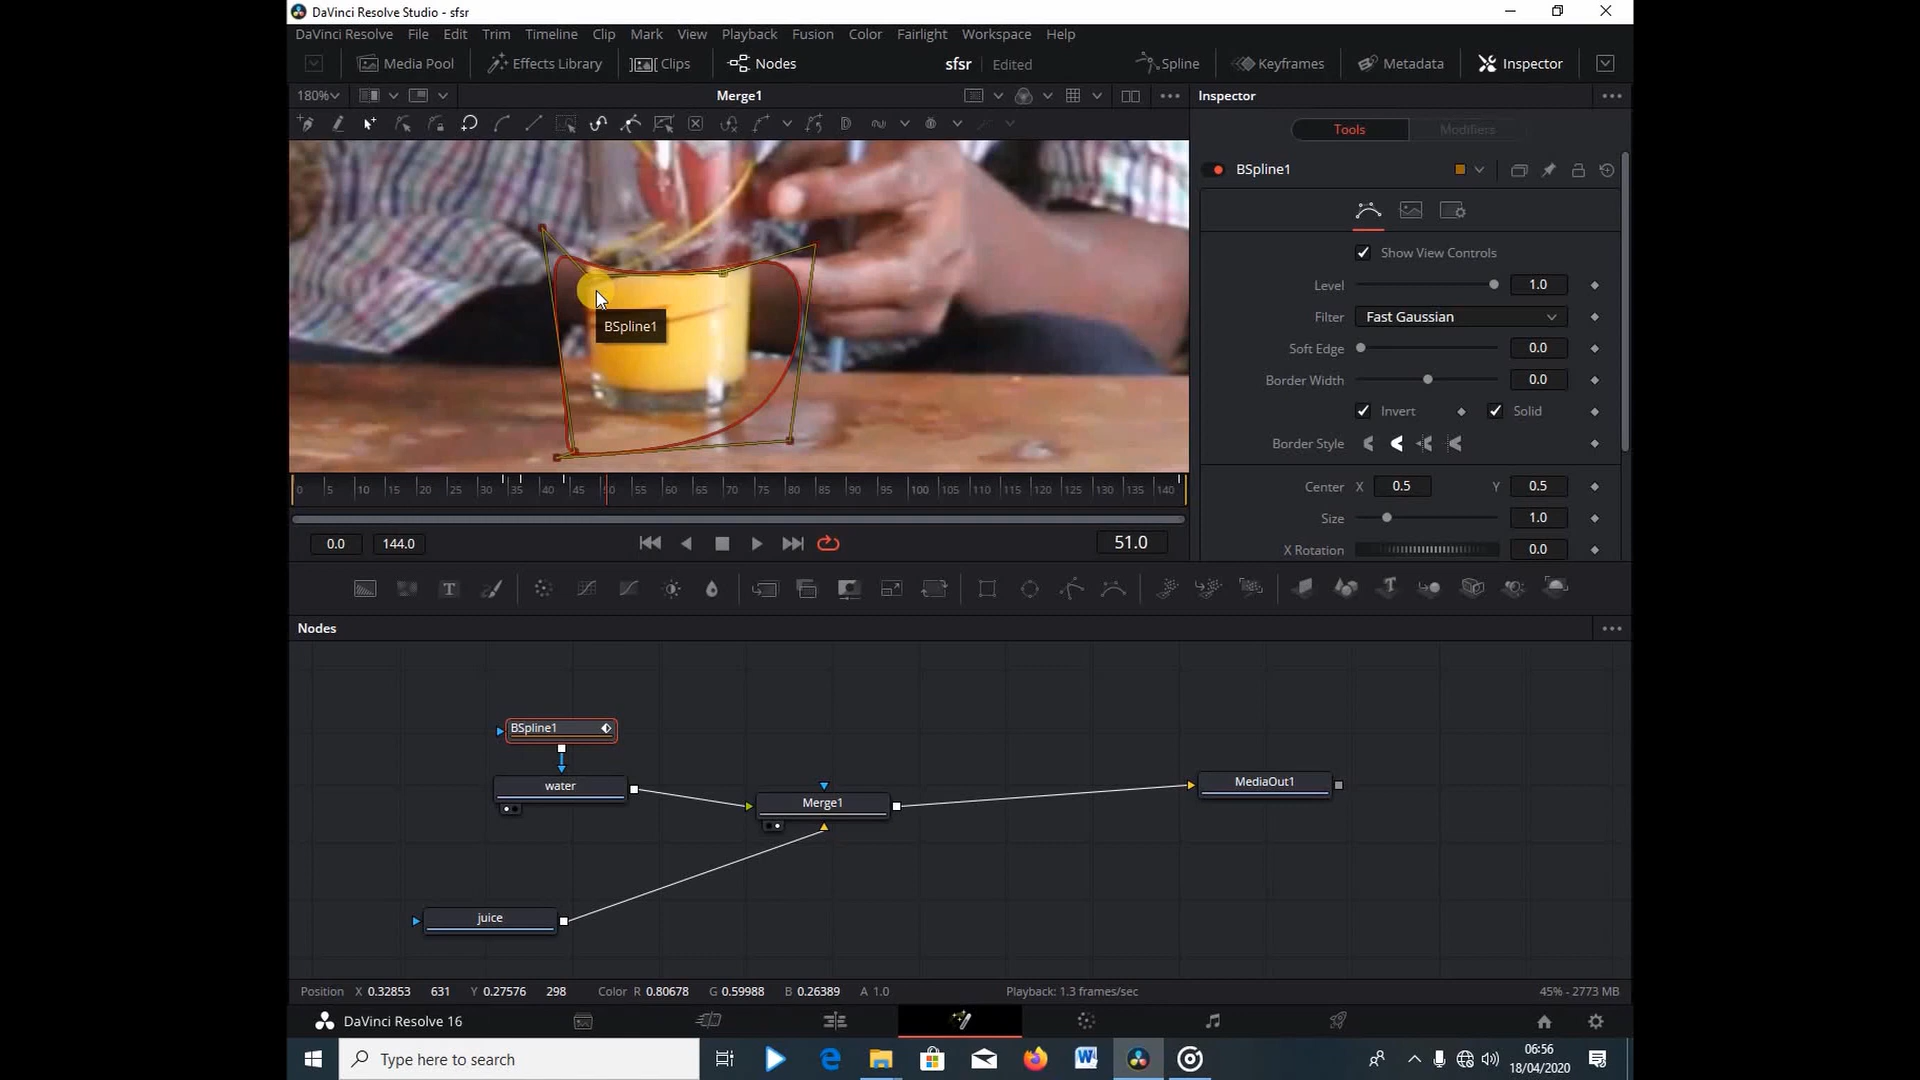 DaVinci Resolve Studio - sfsr
DaVinci Resolve File Edit Trim Timeline Clip Mark View Playback Fusion Color Fairlight Workspace Help
Media Pool Effects Library Clips Nodes sfsr Edited Spline Keyframes Metadata Inspector
180% Merge1 Inspector
Tools Modifiers
BSpline1
Show View Controls
Level 1.0
Filter Fast Gaussian
BSpline1
Soft Edge 0.0
Border Width 0.0
Invert Solid
Border Style
0 5 10 15 20 25 30 35 40 45 50 55 60 65 70 75 80 85 90 95 100 105 110 115 120 125 130 135 140
Center X 0.5 Y 0.5
Size 1.0
0.0 144.0 51.0
X Rotation 0.0
T
Nodes
BSpline1
water
Merge1
MediaOut1
juice
Position X 0.32853 631 Y 0.27576 298 Color R 0.80678 G 0.59988 B 0.26389 A 1.0 Playback: 1.3 frames/sec 45% - 2773 MB
DaVinci Resolve 16
Type here to search
06:56
18/04/2020